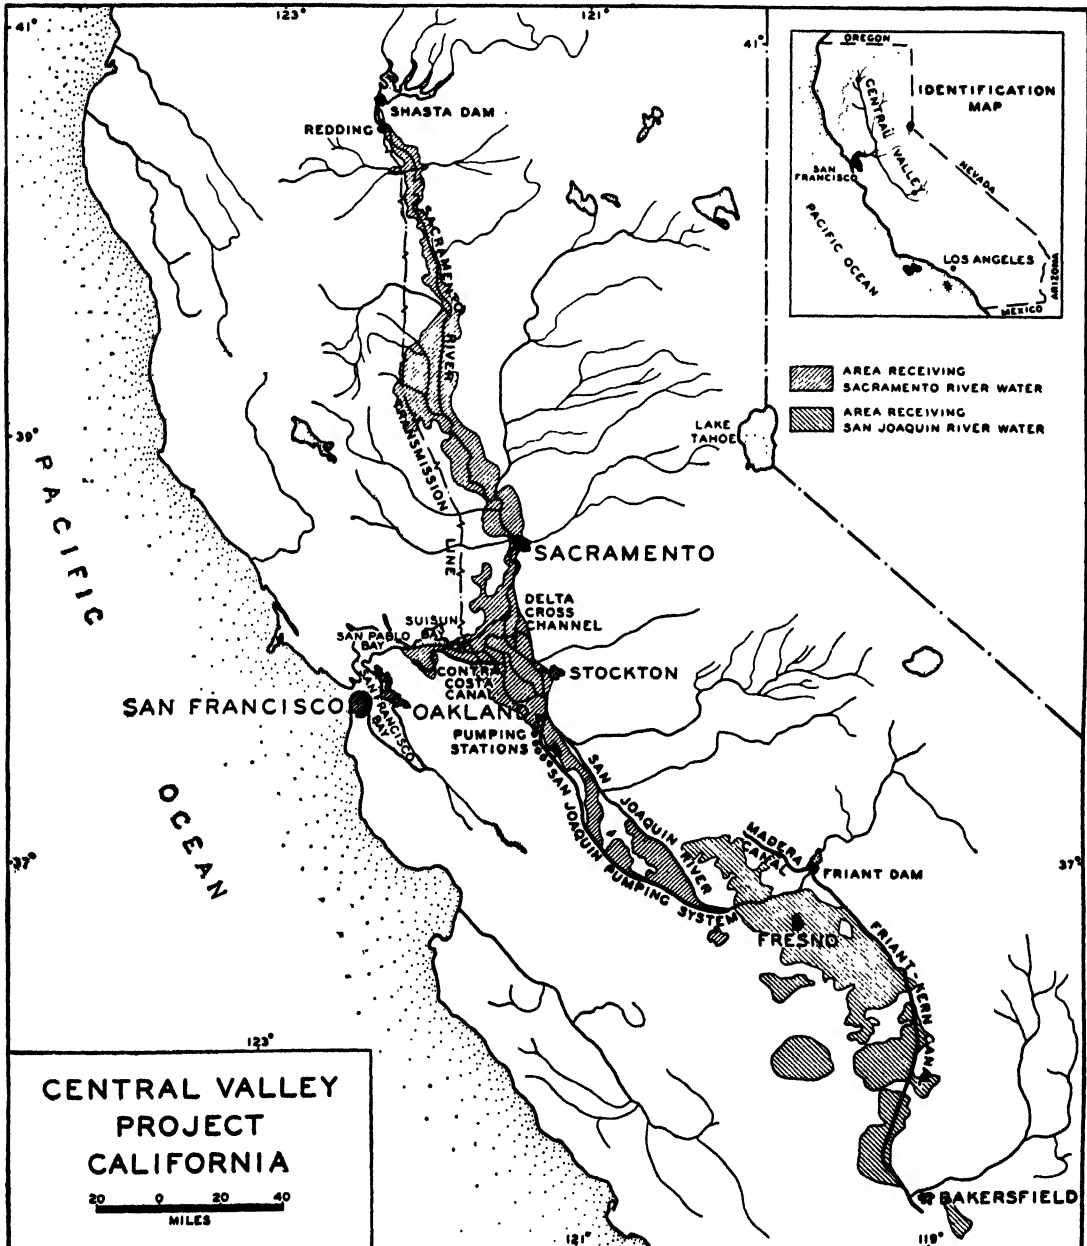 123°
121°
41°
41°
OREGON
IDENTIFICATION
MAP
CENTRAL VALLEY
NEVADA
SAN
FRANCISCO
PACIFIC OCEAN
LOS ANGELES
ARIZONA
MEXICO
SHASTA DAM
REDDING
SACRAMENTO RIVER
AREA RECEIVING
SACRAMENTO RIVER WATER
AREA RECEIVING
SAN JOAQUIN RIVER WATER
TRANSMISSION LINE
LAKE
TAHOE
39°
PACIFIC OCEAN
SACRAMENTO
DELTA
CROSS
CHANNEL
SUISUN
BAY
SAN PABLO
BAY
CONTRA
COSTA
CANAL
STOCKTON
SAN FRANCISCO
SAN FRANCISCO
BAY
OAKLAND
PUMPING
STATIONS
SAN JOAQUIN RIVER
SAN JOAQUIN PUMPING SYSTEM
MADERA
CANAL
37°
37°
FRIANT DAM
FRESNO
FRIANT-KERN CANAL
123°
CENTRAL VALLEY
PROJECT
CALIFORNIA
20 0 20 40
MILES
BAKERSFIELD
121°
119°